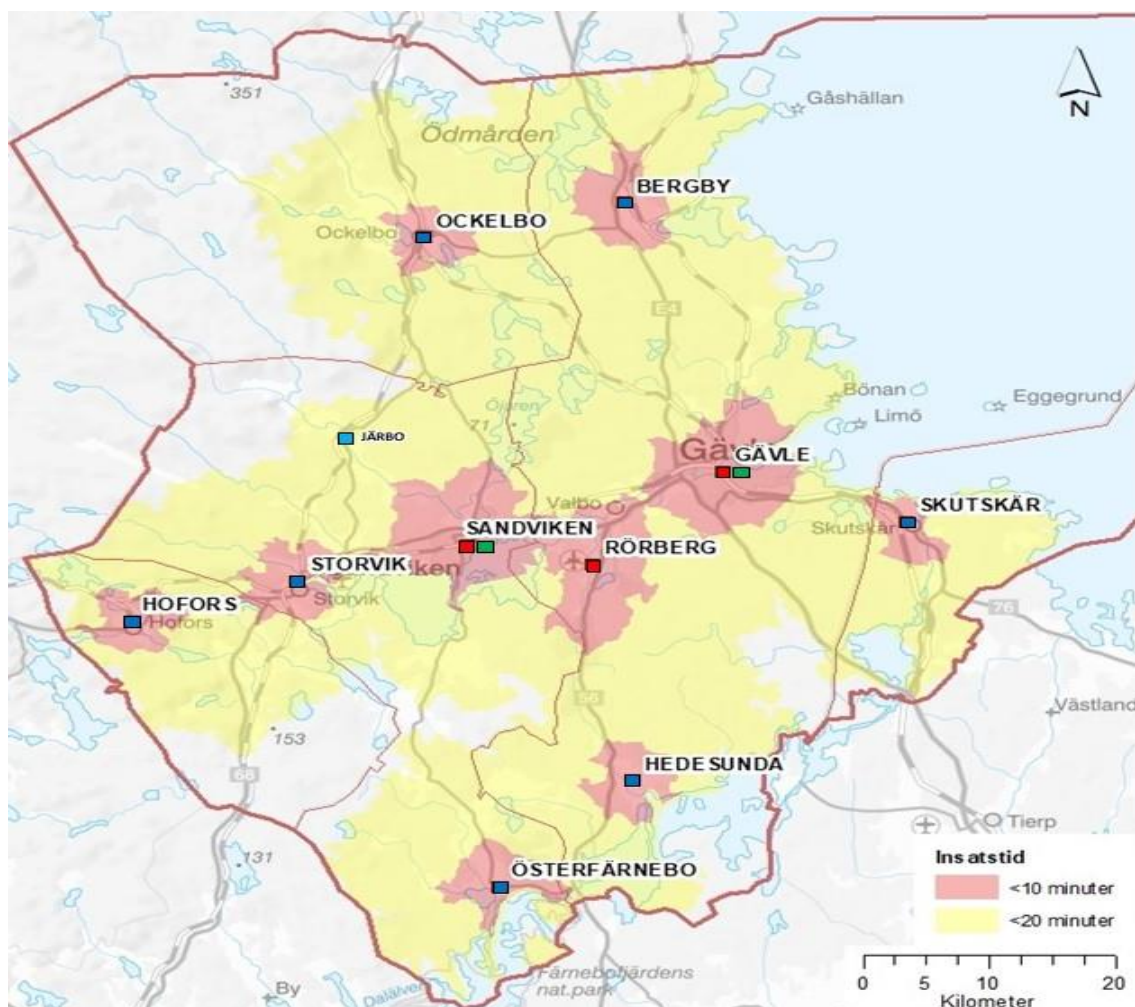 351
Gåshällan
N
Ödmården
BERGBY
OCKELBO
Ockelbo
E4
Bönan
Eggegrund
Limö
Öjaren
71
JÄRBO
Gävle
GÄVLE
Valbo
SKUTSKÄR
Skutskär
SANDVIKEN
RÖRBERG
STORVIK
ken
Storvik
HOFORS
Hofors
76
56
Västland
153
68
HEDESUNDA
Tierp
131
ÖSTERFÄRNEBO
Insatstid
<10 minuter
<20 minuter
Färnebofjärdens
nat.park
By
Dalälven
0 5 10 20
Kilometer